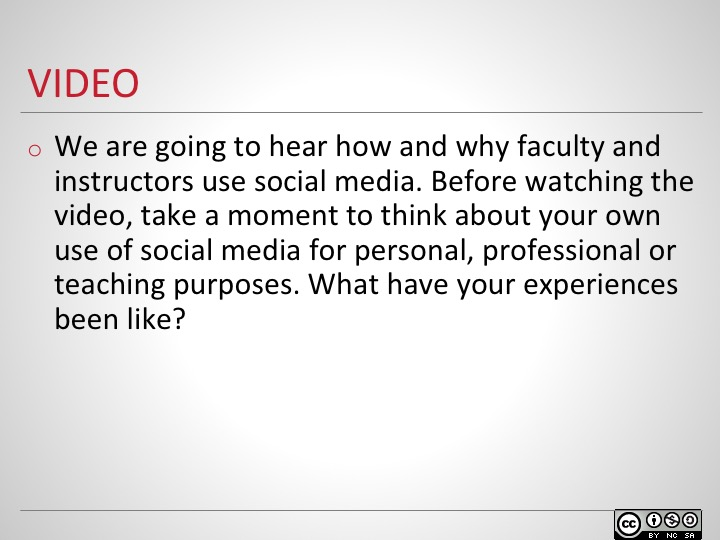 VIDEO
o We are going to hear how and why faculty and
instructors use social media. Before watching the
video, take a moment to think about your own
use of social media for personal, professional or
teaching purposes. What have your experiences
been like?
cc
BY NC SA